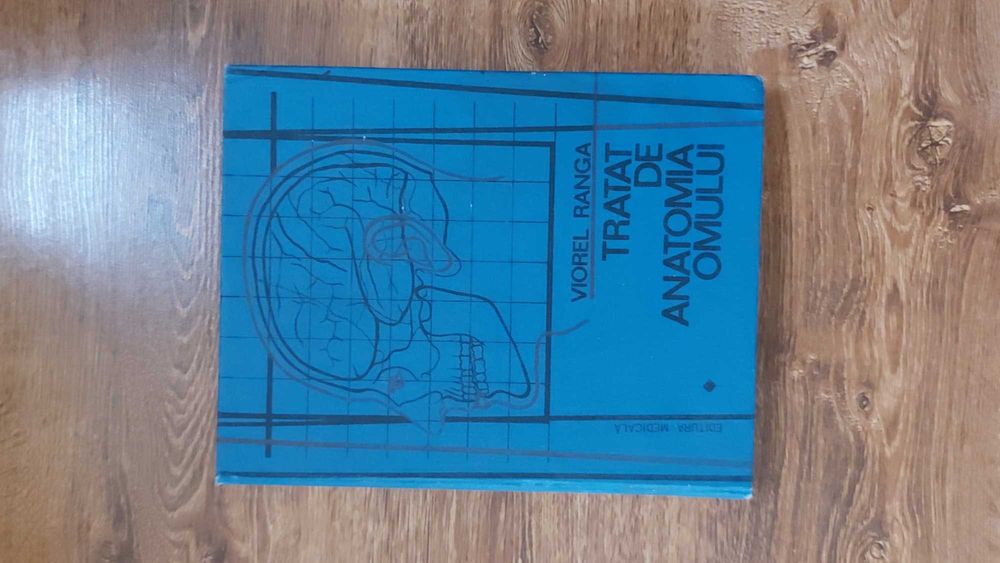 VIOREL RANGA
TRATAT
DE
ANATOMIA
OMULUI
EDITURA MEDICALĂ